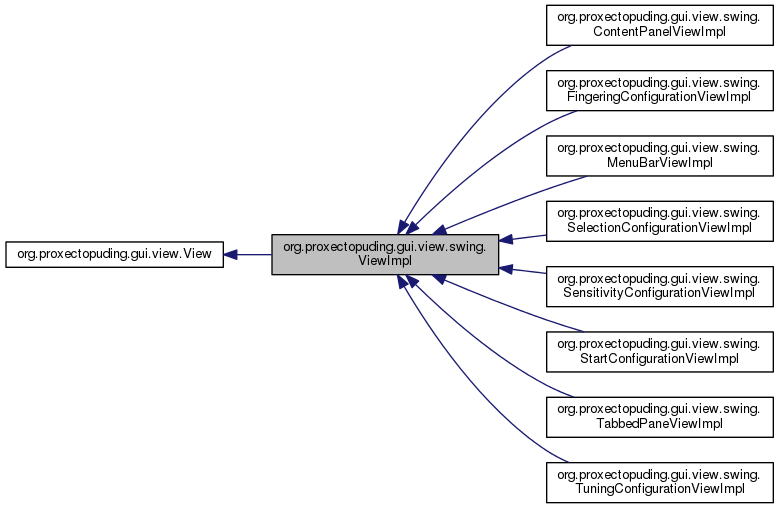 org.proxectopuding.gui.view.View
org.proxectopuding.gui.view.swing.
ViewImpl
org.proxectopuding.gui.view.swing.
ContentPanelViewImpl
org.proxectopuding.gui.view.swing.
FingeringConfigurationViewImpl
org.proxectopuding.gui.view.swing.
MenuBarViewImpl
org.proxectopuding.gui.view.swing.
SelectionConfigurationViewImpl
org.proxectopuding.gui.view.swing.
SensitivityConfigurationViewImpl
org.proxectopuding.gui.view.swing.
StartConfigurationViewImpl
org.proxectopuding.gui.view.swing.
TabbedPaneViewImpl
org.proxectopuding.gui.view.swing.
TuningConfigurationViewImpl